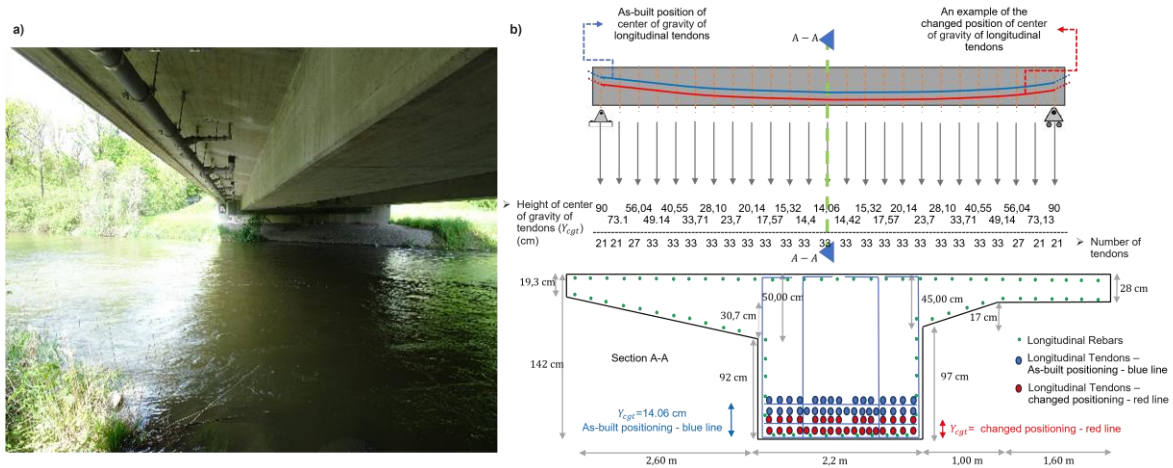 a)
b)
As-built position of
center of gravity of
longitudinal tendons
A – A
An example of the
changed position of center
of gravity of longitudinal
tendons
➢ Height of center
of gravity of
tendons (Y_cgt)
(cm)
90 56,04 40,55 28,10 20,14 15,32 14.06 15,32 20,14 28,10 40,55 56,04 90
73.1 49.14 33,71 23,7 17,57 14,4 14,42 17,57 23,7 33,71 49,14 73,13
21 21 27 33 33 33 33 33 33 33 33 33 33 33 33 33 33 33 33 33 33 33 27 21 21
➢ Number of
tendons
A – A
19,3 cm
50,00 cm
45,00 cm
28 cm
30,7 cm
17 cm
Longitudinal Rebars
Section A-A
Longitudinal Tendons –
As-built positioning - blue line
142 cm
92 cm
97 cm
Longitudinal Tendons –
changed positioning - red line
Y_cgt=14.06 cm
As-built positioning - blue line
Y_cgt= changed positioning - red line
2,60 m
2,2 m
1,00 m
1,60 m